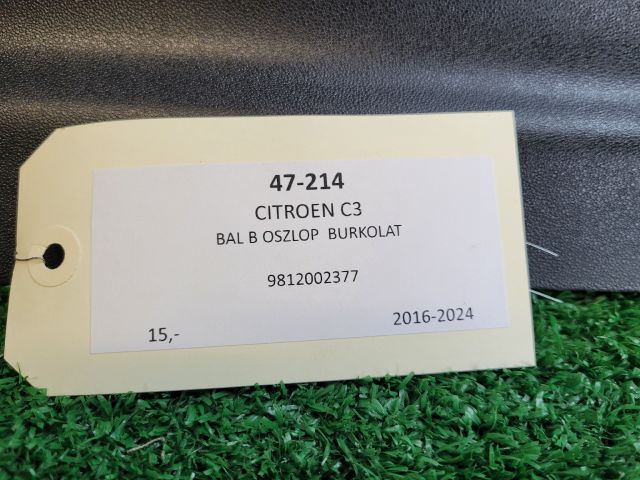 47-214
CITROEN C3
BAL B OSZLOP BURKOLAT
9812002377
15,- 2016-2024